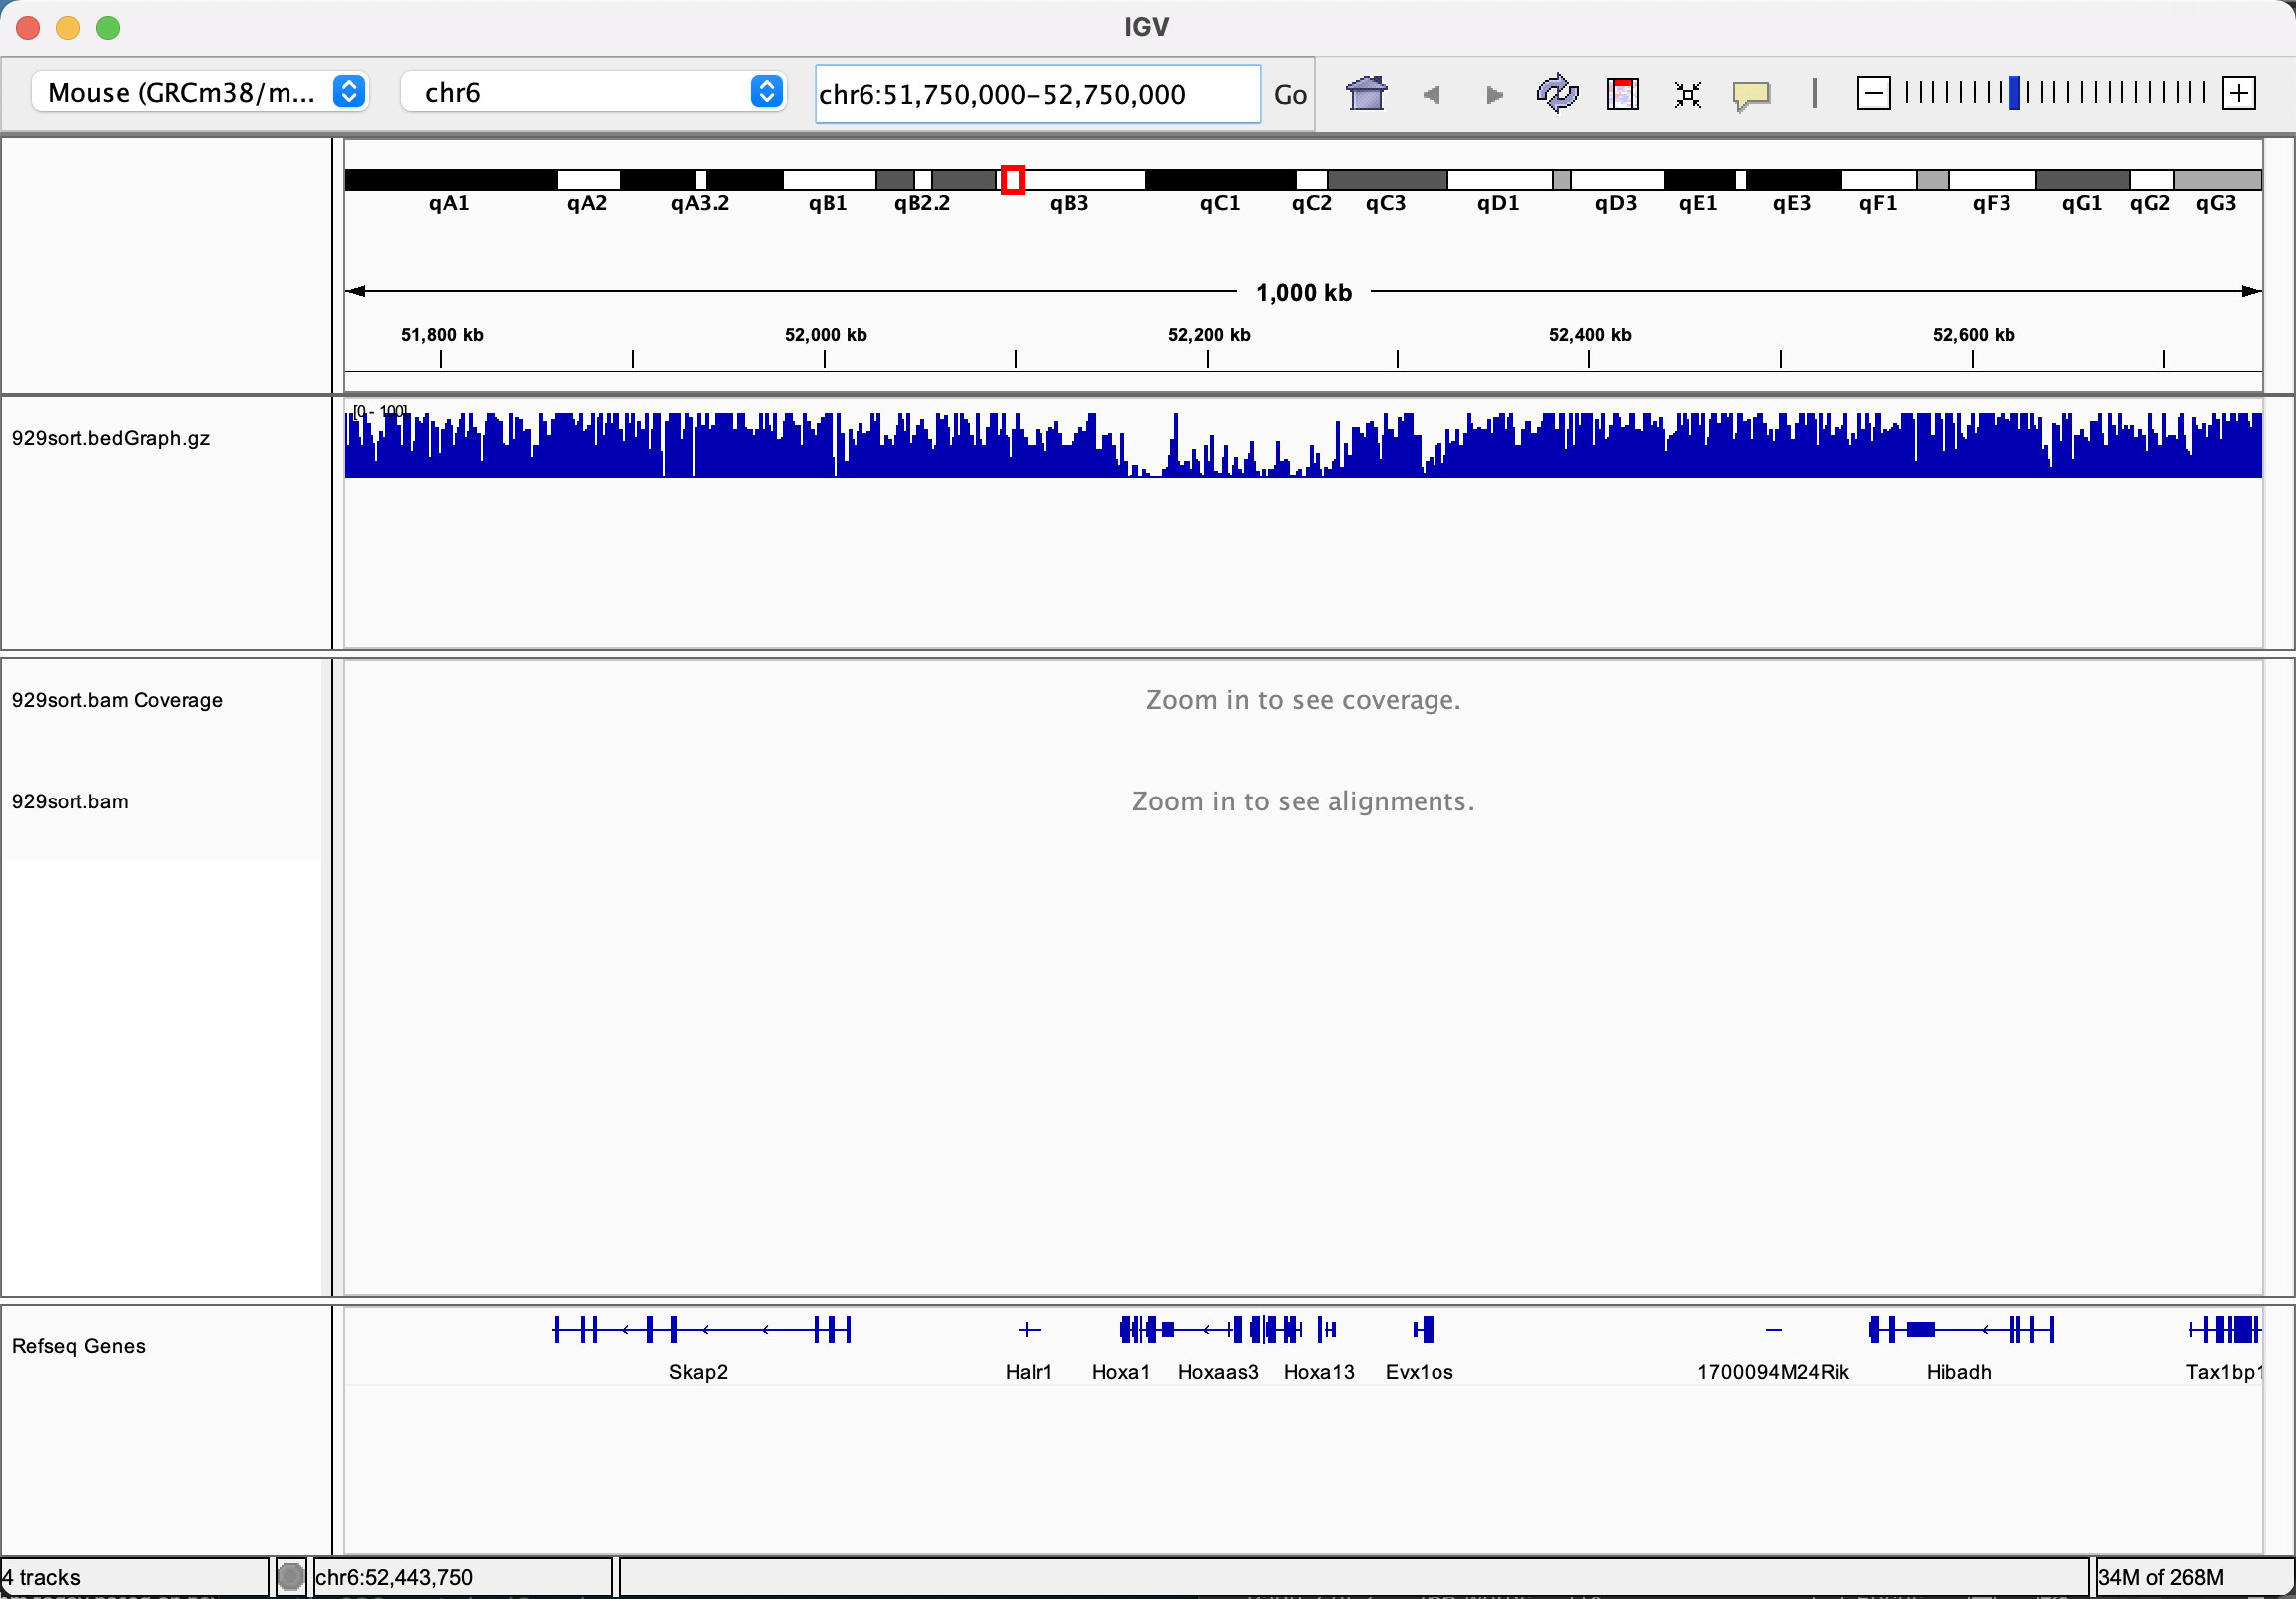 IGV
Mouse (GRCm38/m... chr6 chr6:51,750,000-52,750,000 Go
qA1 qA2 qA3.2 qB1 qB2.2 qB3 qC1 qC2 qC3 qD1 qD3 qE1 qE3 qF1 qF3 qG1 qG2 qG3
1,000 kb
51,800 kb 52,000 kb 52,200 kb 52,400 kb 52,600 kb
[0 - 100]
929sort.bedGraph.gz
929sort.bam Coverage Zoom in to see coverage.
929sort.bam Zoom in to see alignments.
Refseq Genes
Skap2 Halr1 Hoxa1 Hoxaas3 Hoxa13 Evx1os 1700094M24Rik Hibadh Tax1bp1
4 tracks chr6:52,443,750 34M of 268M